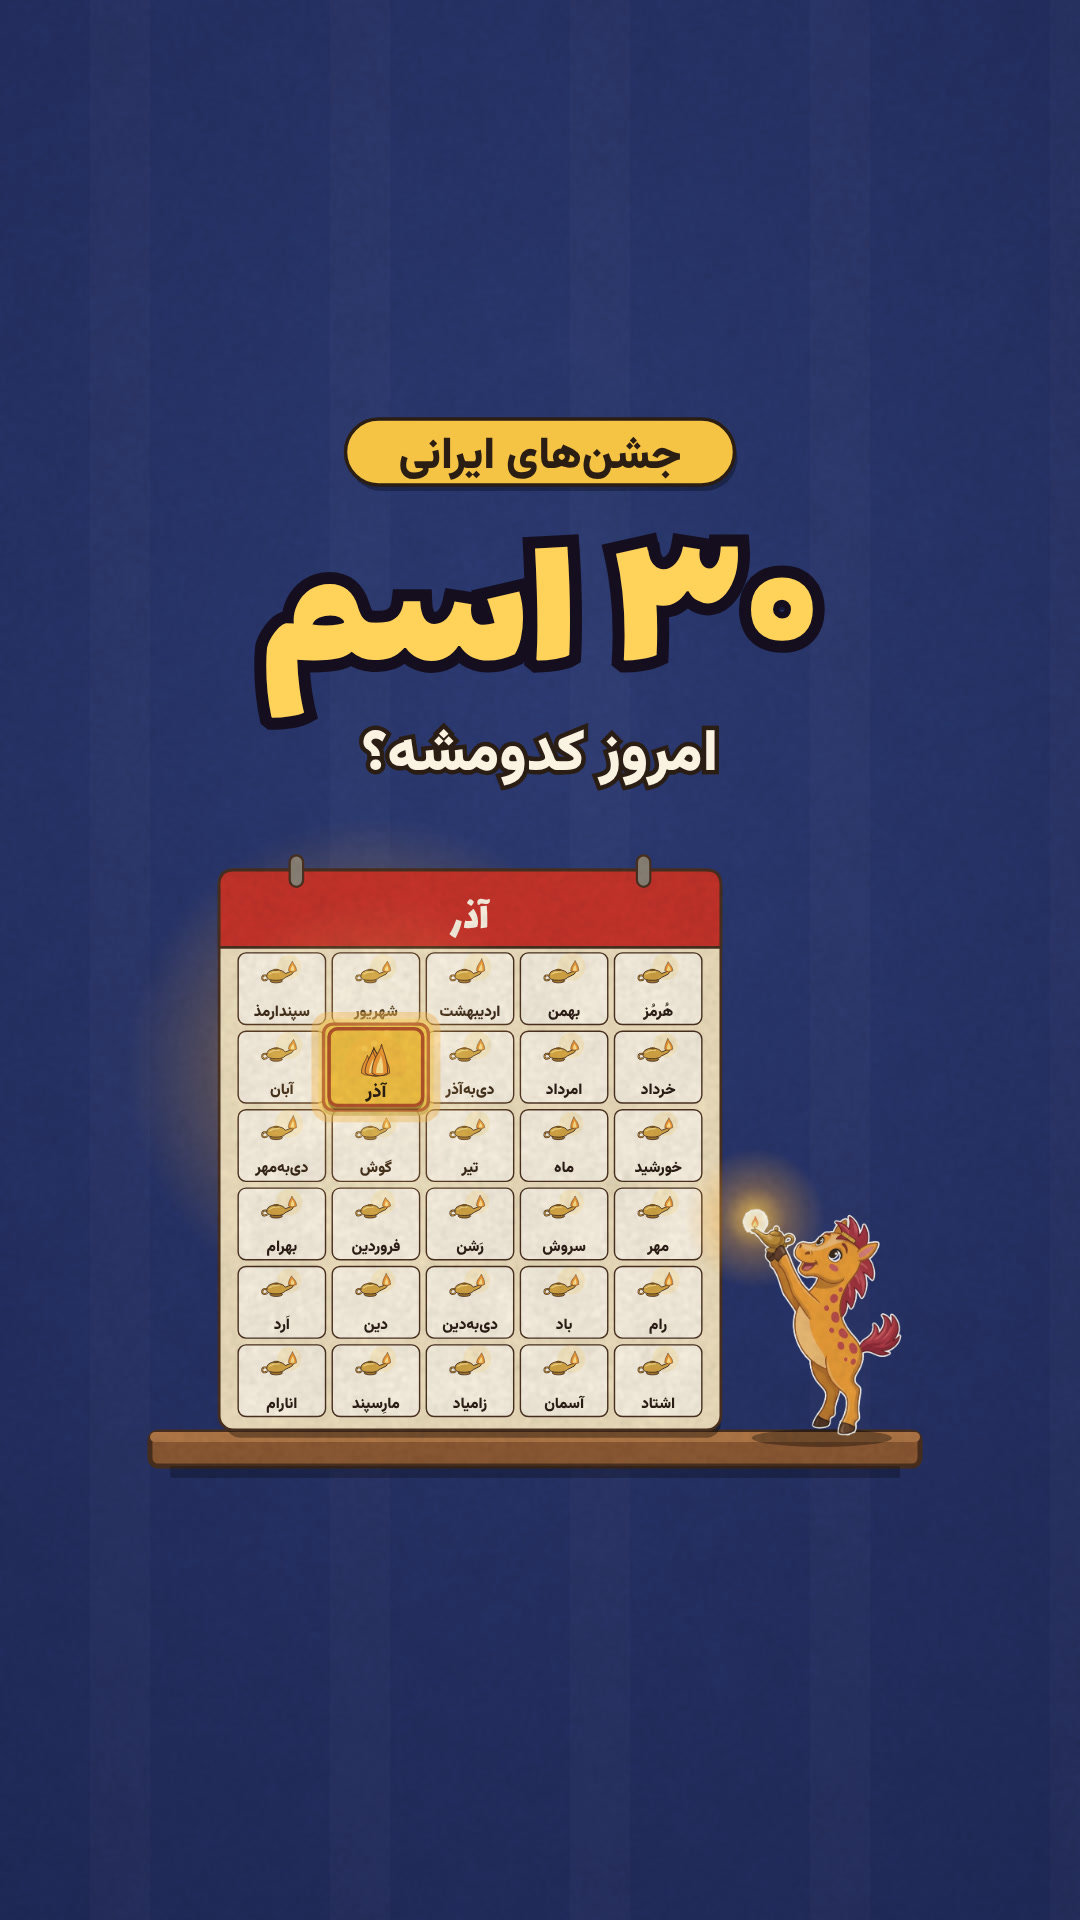 جشن‌های ایرانی
۳۰ اسم
امروز کدومشه؟
آذر
هُرمُز بهمن اردیبهشت شهریور سپندارمذ
خرداد امرداد دی‌به‌آذر آذر آبان
خورشید ماه تیر گوش دی‌به‌مهر
مهر سروش رَشن فروردین بهرام
رام باد دی‌به‌دین دین اَرد
اشتاد آسمان زامیاد مارِسپند انارام